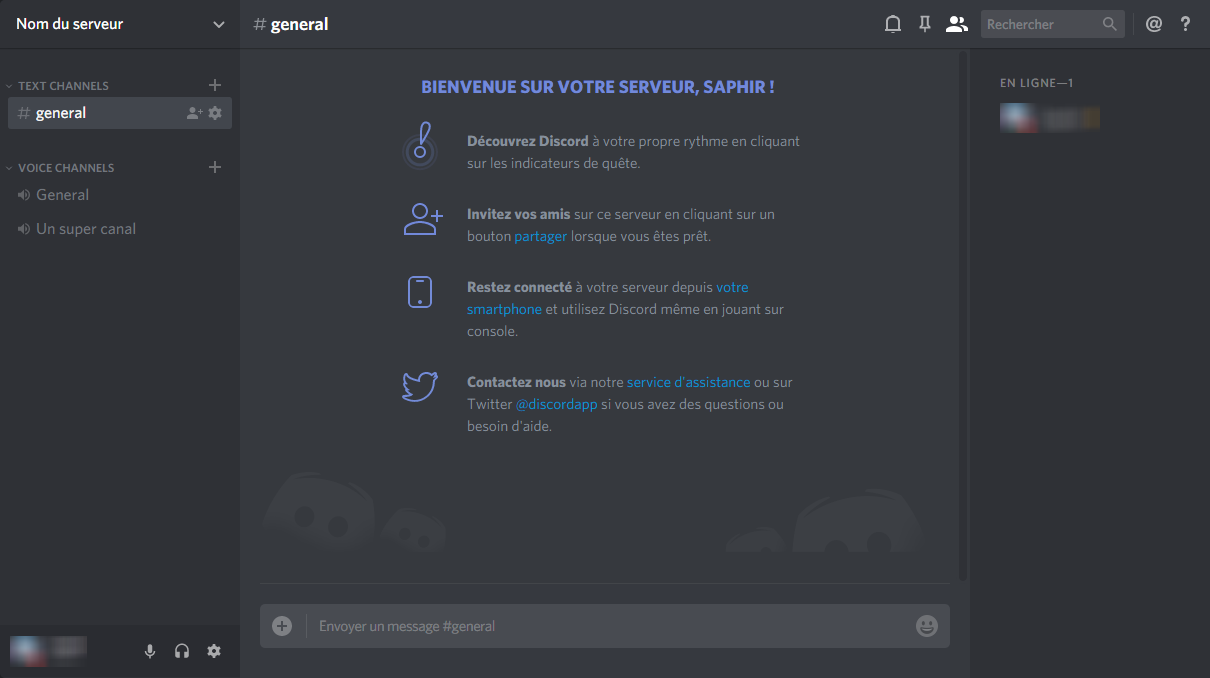 Nom du serveur
# general
Rechercher
@
?
TEXT CHANNELS
# general
VOICE CHANNELS
General
Un super canal
BIENVENUE SUR VOTRE SERVEUR, SAPHIR !
Découvrez Discord à votre propre rythme en cliquant
sur les indicateurs de quête.
Invitez vos amis sur ce serveur en cliquant sur un
bouton partager lorsque vous êtes prêt.
Restez connecté à votre serveur depuis votre
smartphone et utilisez Discord même en jouant sur
console.
Contactez nous via notre service d'assistance ou sur
Twitter @discordapp si vous avez des questions ou
besoin d'aide.
Envoyer un message #general
EN LIGNE—1